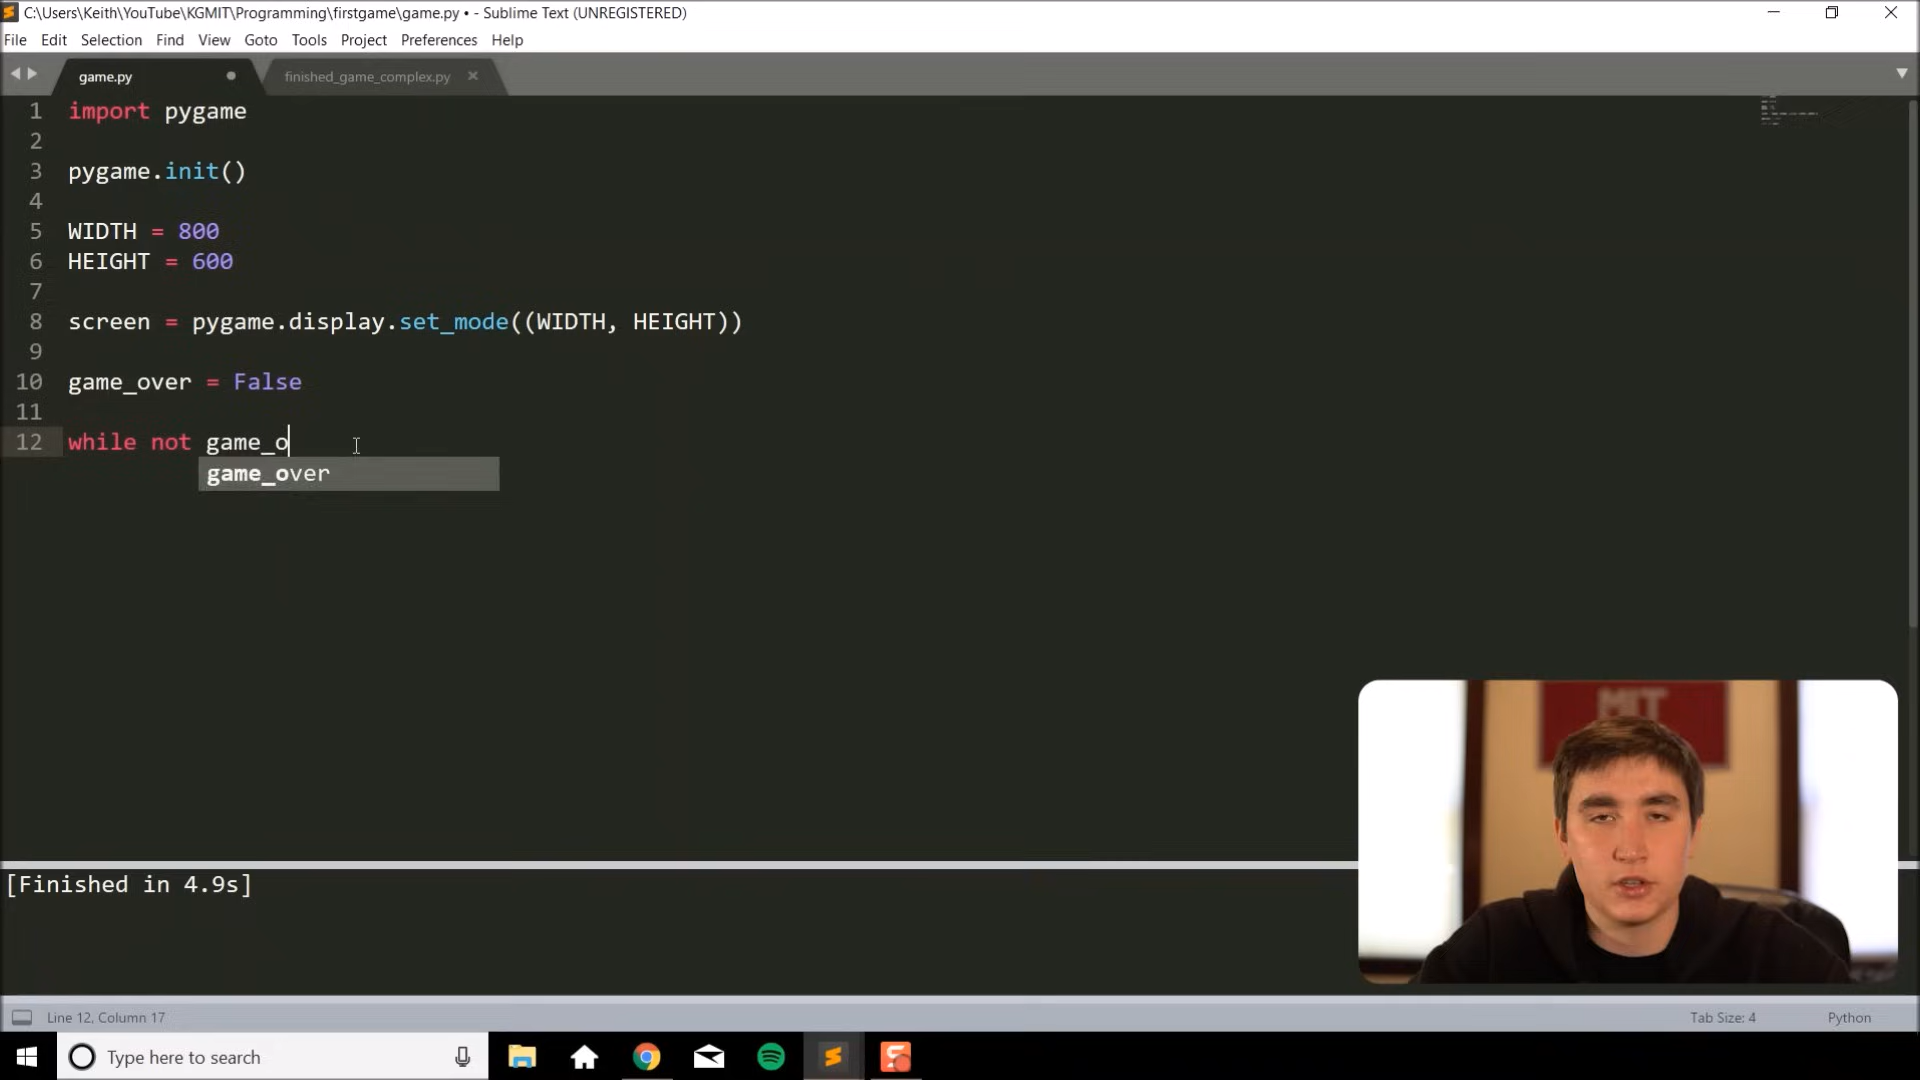 C:\Users\Keith\YouTube\KGMIT\Programming\firstgame\game.py • - Sublime Text (UNREGISTERED)
File Edit Selection Find View Goto Tools Project Preferences Help
game.py finished_game_complex.py
1 import pygame
2
3 pygame.init()
4
5 WIDTH = 800
6 HEIGHT = 600
7
8 screen = pygame.display.set_mode((WIDTH, HEIGHT))
9
10 game_over = False
11
12 while not game_o
game_over
MIT
[Finished in 4.9s]
Line 12, Column 17 Tab Size: 4 Python
Type here to search